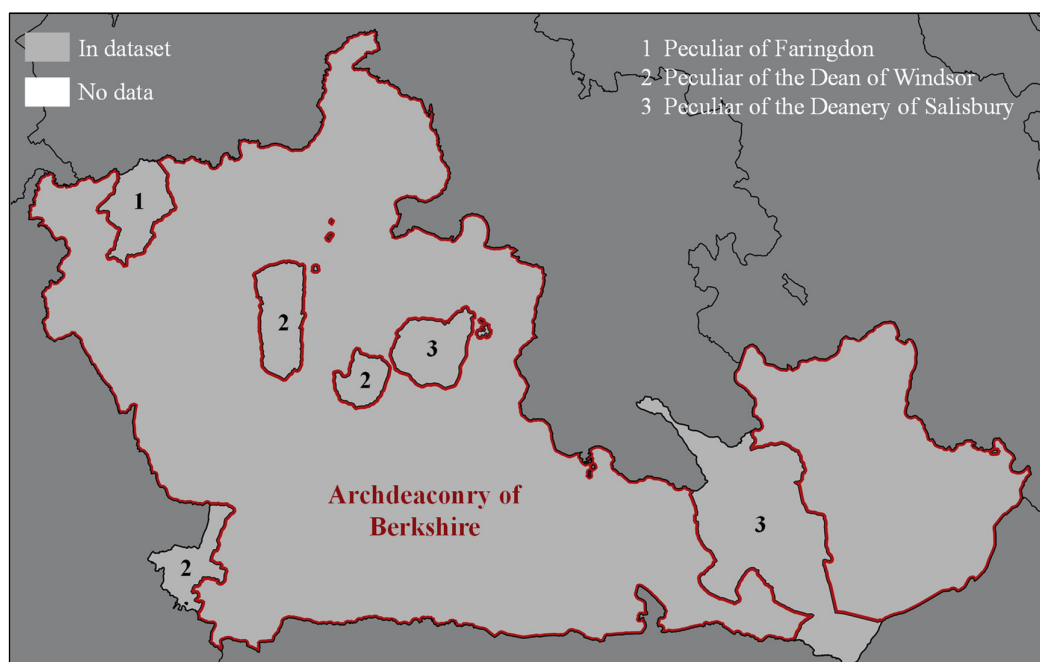 In dataset
No data
1 Peculiar of Faringdon
2 Peculiar of the Dean of Windsor
3 Peculiar of the Deanery of Salisbury
1
2
3
2
Archdeaconry of
Berkshire
3
2